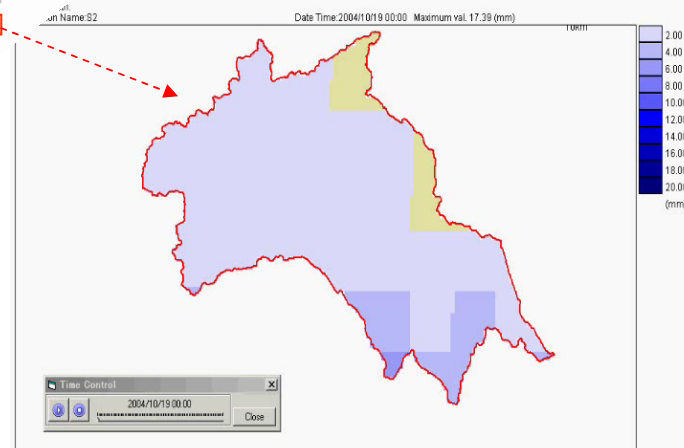 on Name:S2 Date Time:2004/10/19 00:00 Maximum val. 17.39 (mm)
10km
2.00
4.00
6.00
8.00
10.00
12.00
14.00
16.00
18.00
20.00
(mm
Time Control
2004/10/19 00:00
Close